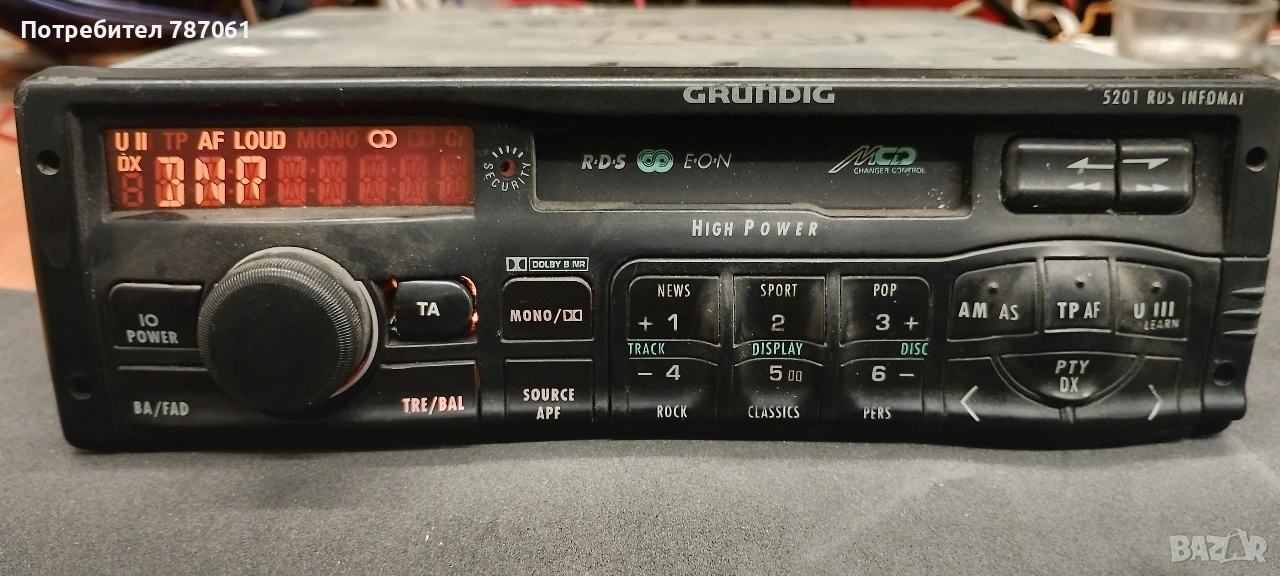 Потребител 787061
GRUNDIG
5201 RDS INFOMAT
U II TP AF LOUD MONO Cr
DX
SECURITY
R·D·S E·O·N
MCD
CHANGER CONTROL
HIGH POWER
DOLBY B NR
IO
POWER
TA
MONO/
BA/FAD
TRE/BAL
SOURCE
APF
NEWS SPORT POP
+ 1 2 3 +
TRACK DISPLAY DISC
- 4 5 6 -
ROCK CLASSICS PERS
AM AS TP AF U III
LEARN
PTY
DX
< >
BAZAR